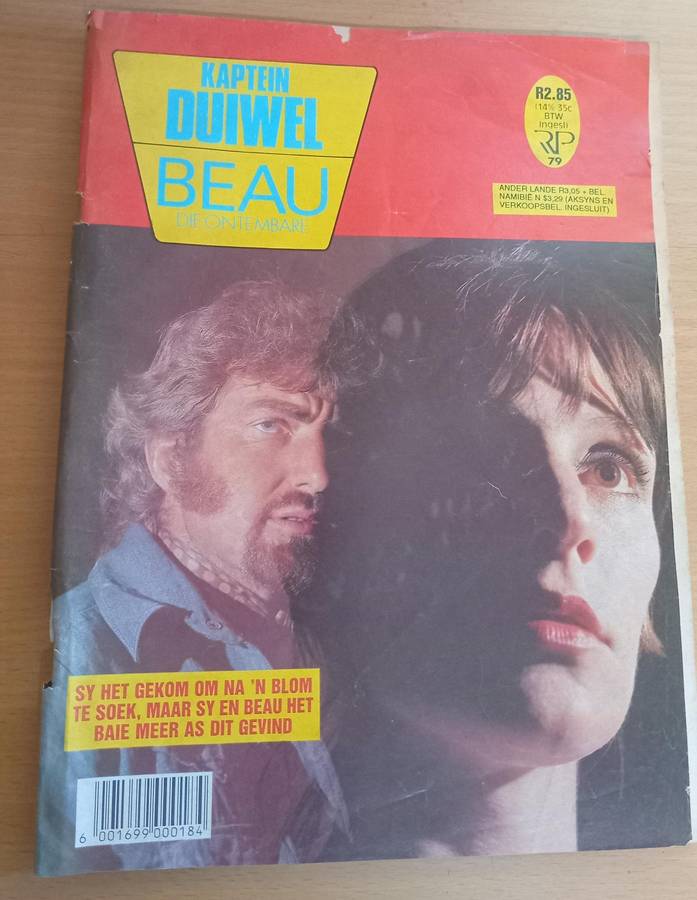 KAPTEIN
DUIWEL
BEAU
DIE ONTEMBARE
R2.85
(14% 35c
BTW
Ingesl)
RP
79
ANDER LANDE R3,05 + BEL.
NAMIBIË N $3,29 (AKSYNS EN
VERKOOPSBEL. INGESLUIT)
SY HET GEKOM OM NA 'N BLOM
TE SOEK, MAAR SY EN BEAU HET
BAIE MEER AS DIT GEVIND
6 001699 000184